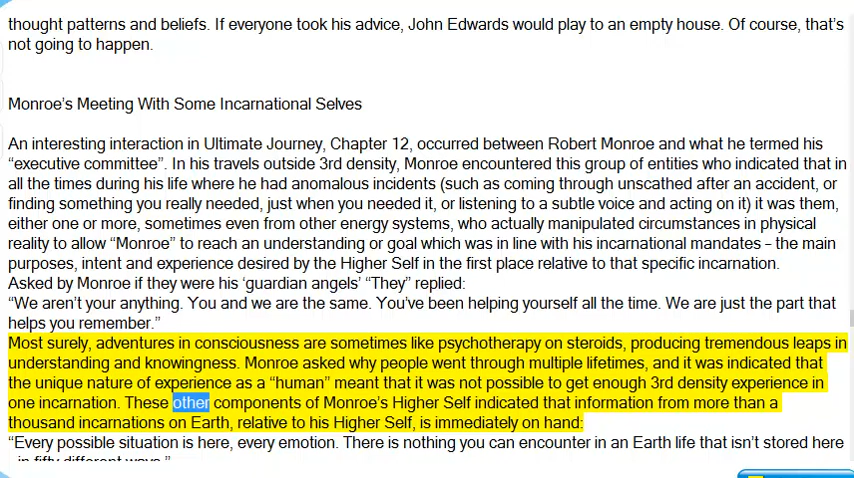 thought patterns and beliefs. If everyone took his advice, John Edwards would play to an empty house. Of course, that's
not going to happen.
Monroe's Meeting With Some Incarnational Selves
An interesting interaction in Ultimate Journey, Chapter 12, occurred between Robert Monroe and what he termed his
“executive committee”. In his travels outside 3rd density, Monroe encountered this group of entities who indicated that in
all the times during his life where he had anomalous incidents (such as coming through unscathed after an accident, or
finding something you really needed, just when you needed it, or listening to a subtle voice and acting on it) it was them,
either one or more, sometimes even from other energy systems, who actually manipulated circumstances in physical
reality to allow “Monroe” to reach an understanding or goal which was in line with his incarnational mandates – the main
purposes, intent and experience desired by the Higher Self in the first place relative to that specific incarnation.
Asked by Monroe if they were his ‘guardian angels’ “They” replied:
“We aren't your anything. You and we are the same. You've been helping yourself all the time. We are just the part that
helps you remember.”
Most surely, adventures in consciousness are sometimes like psychotherapy on steroids, producing tremendous leaps in
understanding and knowingness. Monroe asked why people went through multiple lifetimes, and it was indicated that
the unique nature of experience as a “human” meant that it was not possible to get enough 3rd density experience in
one incarnation. These other components of Monroe's Higher Self indicated that information from more than a
thousand incarnations on Earth, relative to his Higher Self, is immediately on hand:
“Every possible situation is here, every emotion. There is nothing you can encounter in an Earth life that isn't stored here
in fifty different ways.”